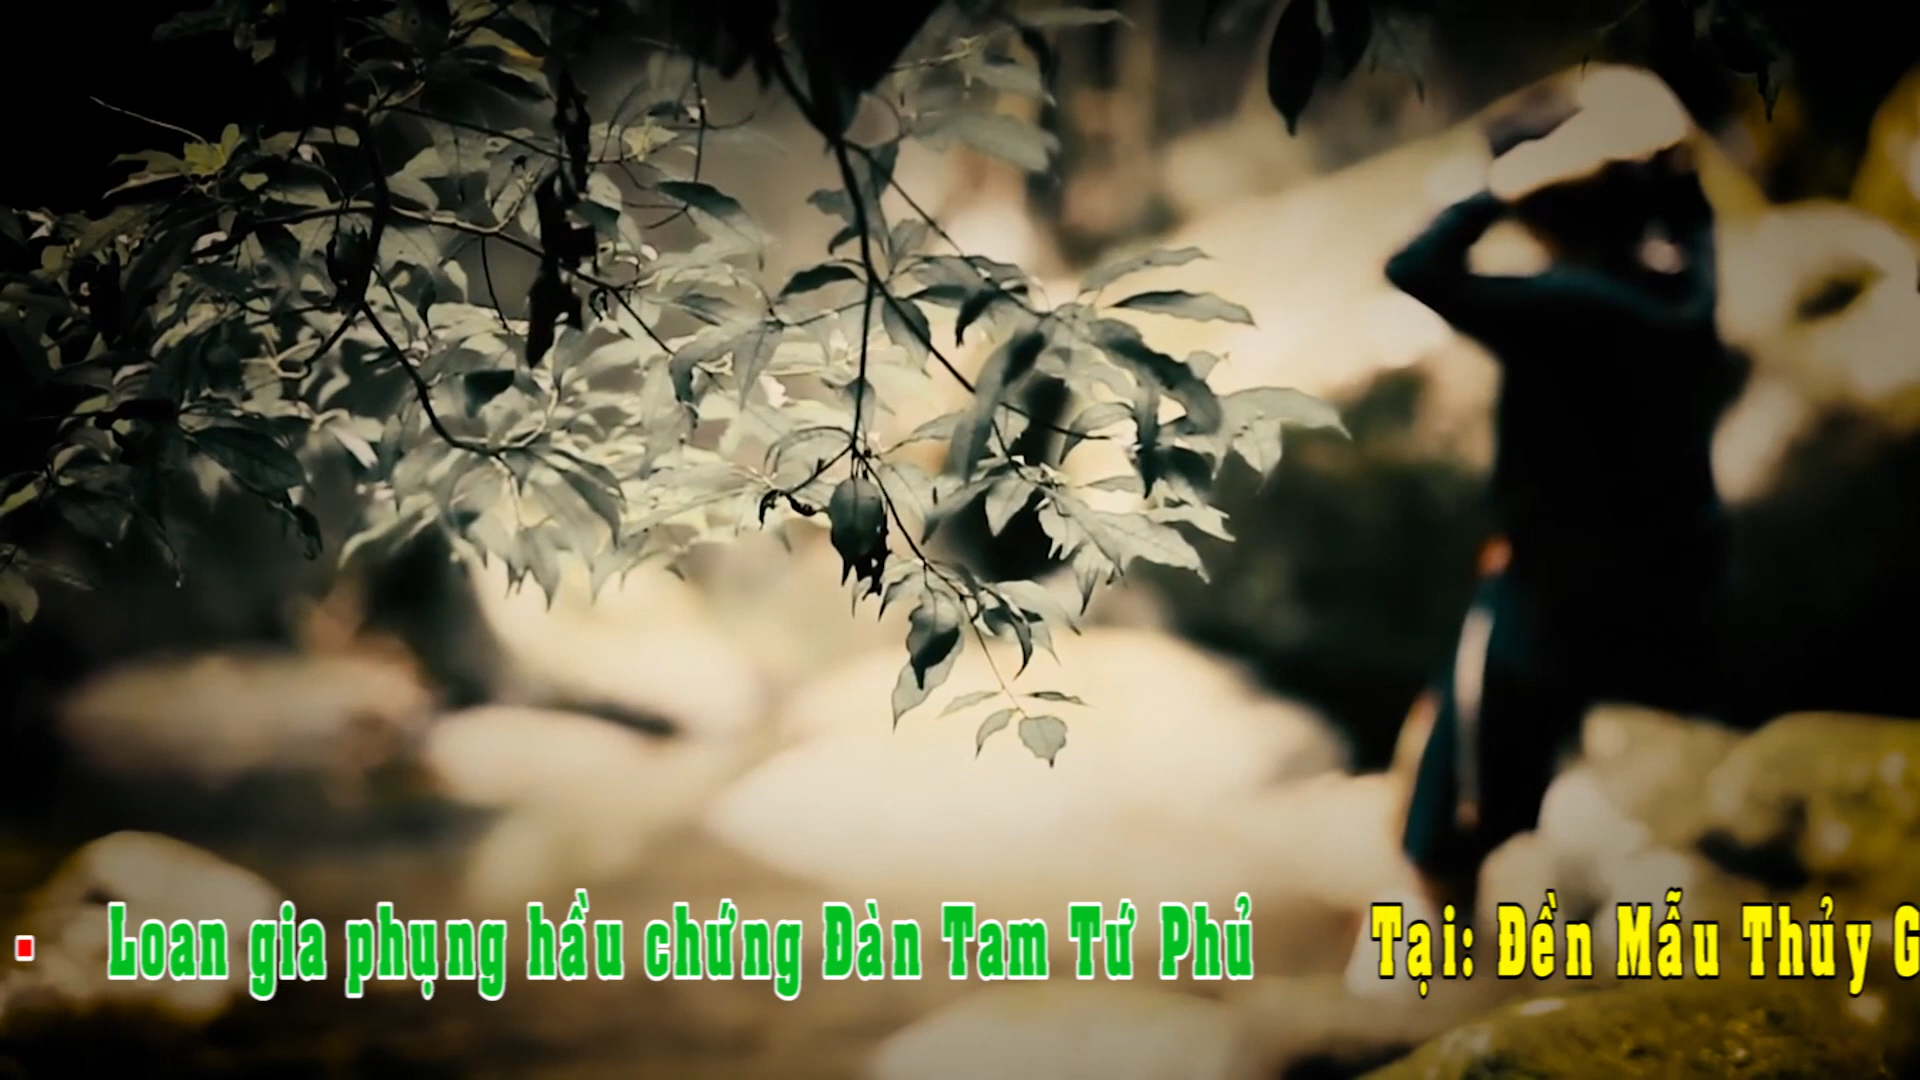 Loan gia phụng hầu chứng Đàn Tam Tứ Phủ Tại: Đền Mẫu Thủy